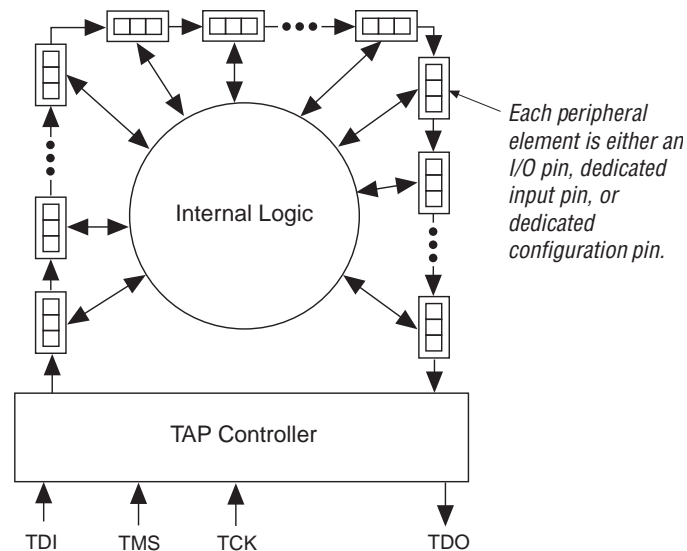 Each peripheral
element is either an
I/O pin, dedicated
input pin, or
dedicated
configuration pin.
Internal Logic
TAP Controller
TDI
TMS
TCK
TDO